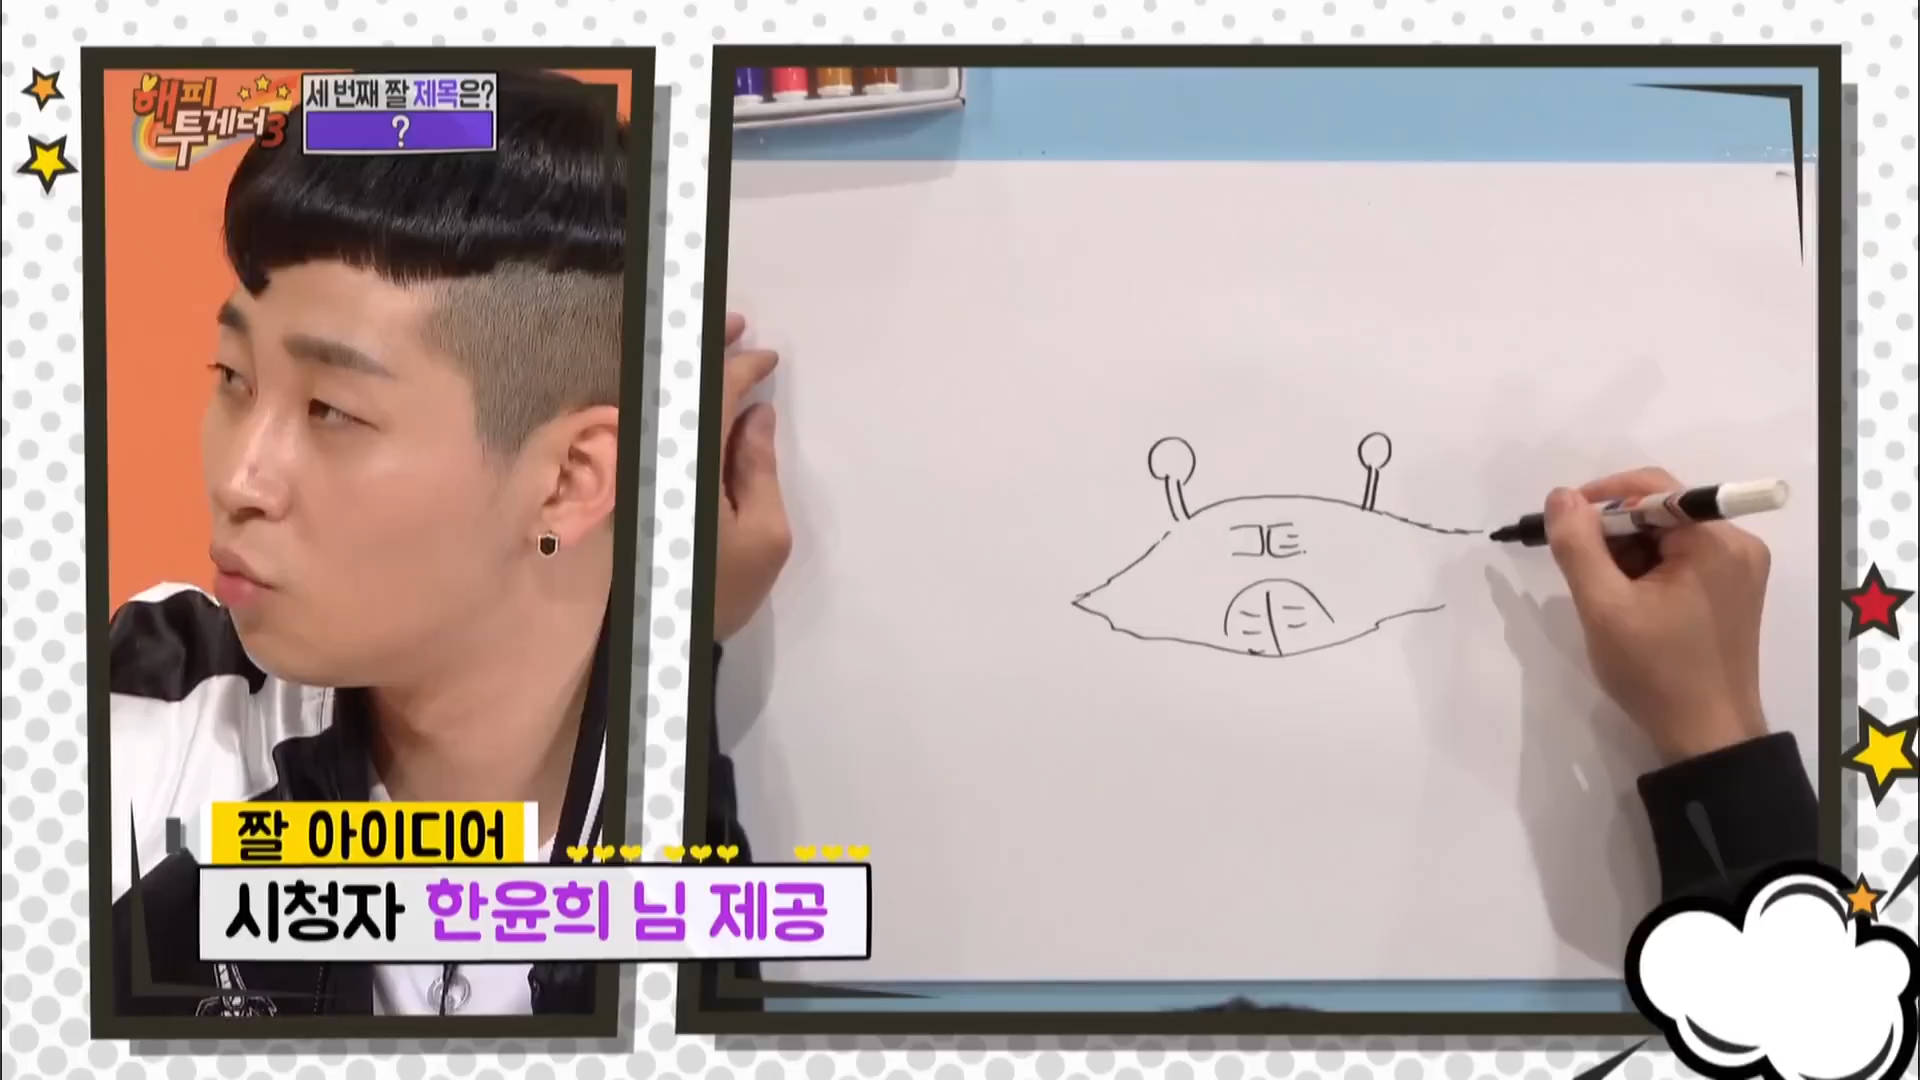 해피
투게더3
세 번째 짤 제목은?
?
짤 아이디어
시청자 한윤희 님 제공